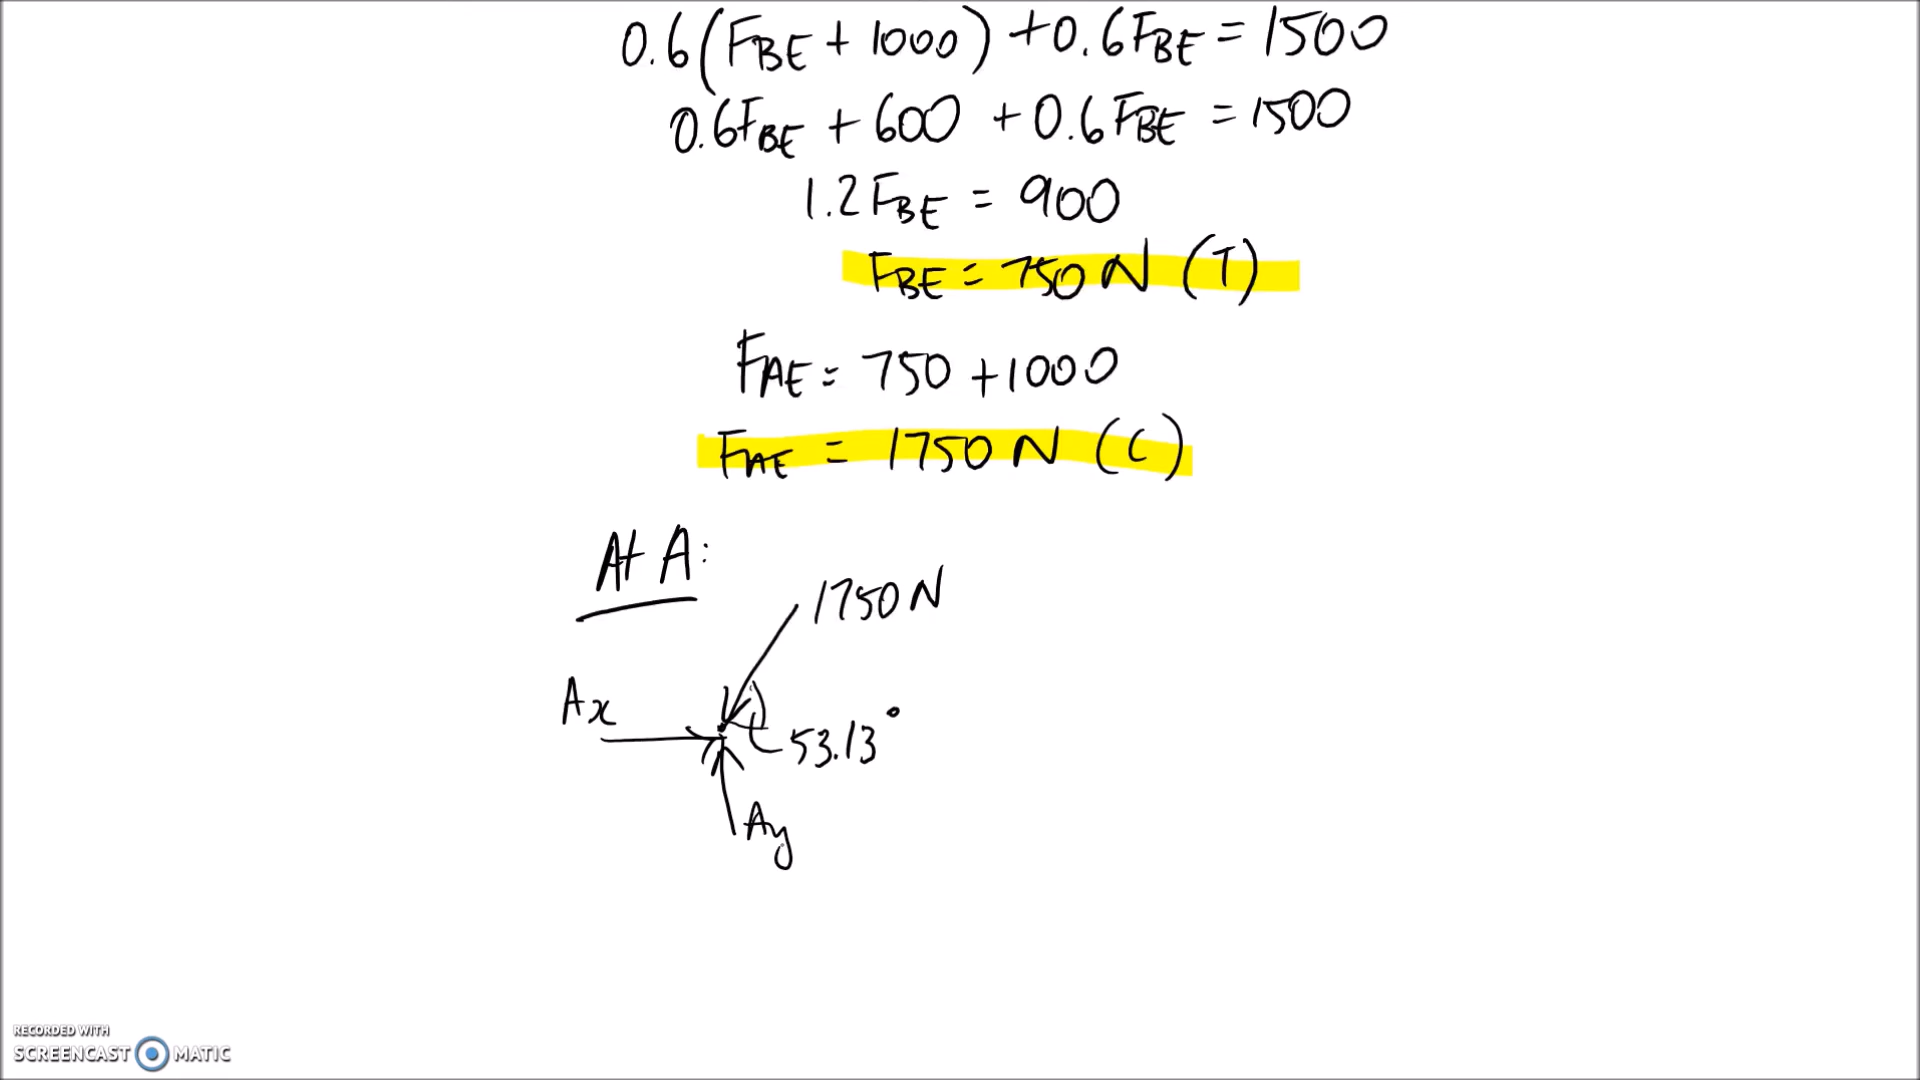 0.6(FBE + 1000) + 0.6FBE = 1500
0.6FBE + 600 + 0.6FBE = 1500
1.2FBE = 900
FBE = 750 N (T)
FAE = 750 + 1000
FAE = 1750 N (C)
At A:
1750 N
Ax
53.13°
Ay
RECORDED WITH
SCREENCAST MATIC